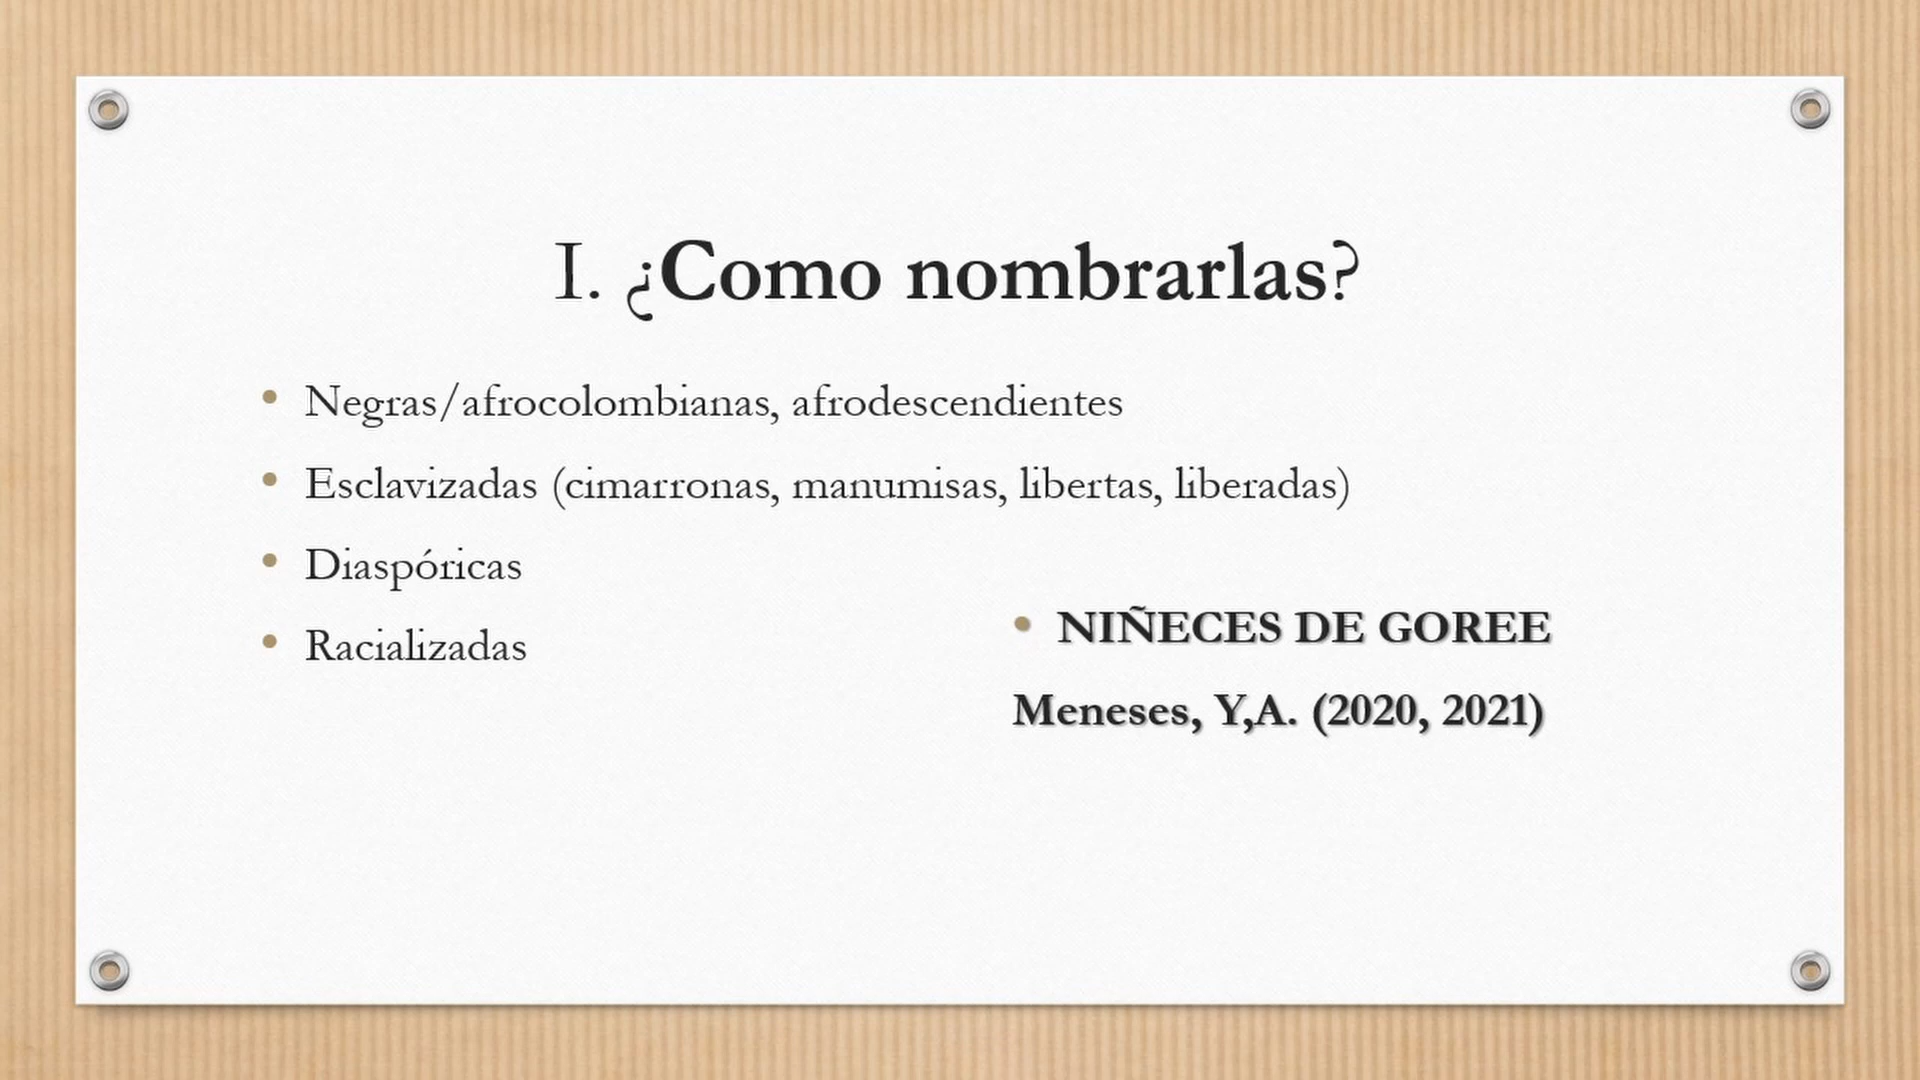 I. ¿Como nombrarlas?
• Negras/afrocolombianas, afrodescendientes
• Esclavizadas (cimarronas, manumisas, libertas, liberadas)
• Diaspóricas
• Racializadas
• NIÑECES DE GOREE
Meneses, Y,A. (2020, 2021)